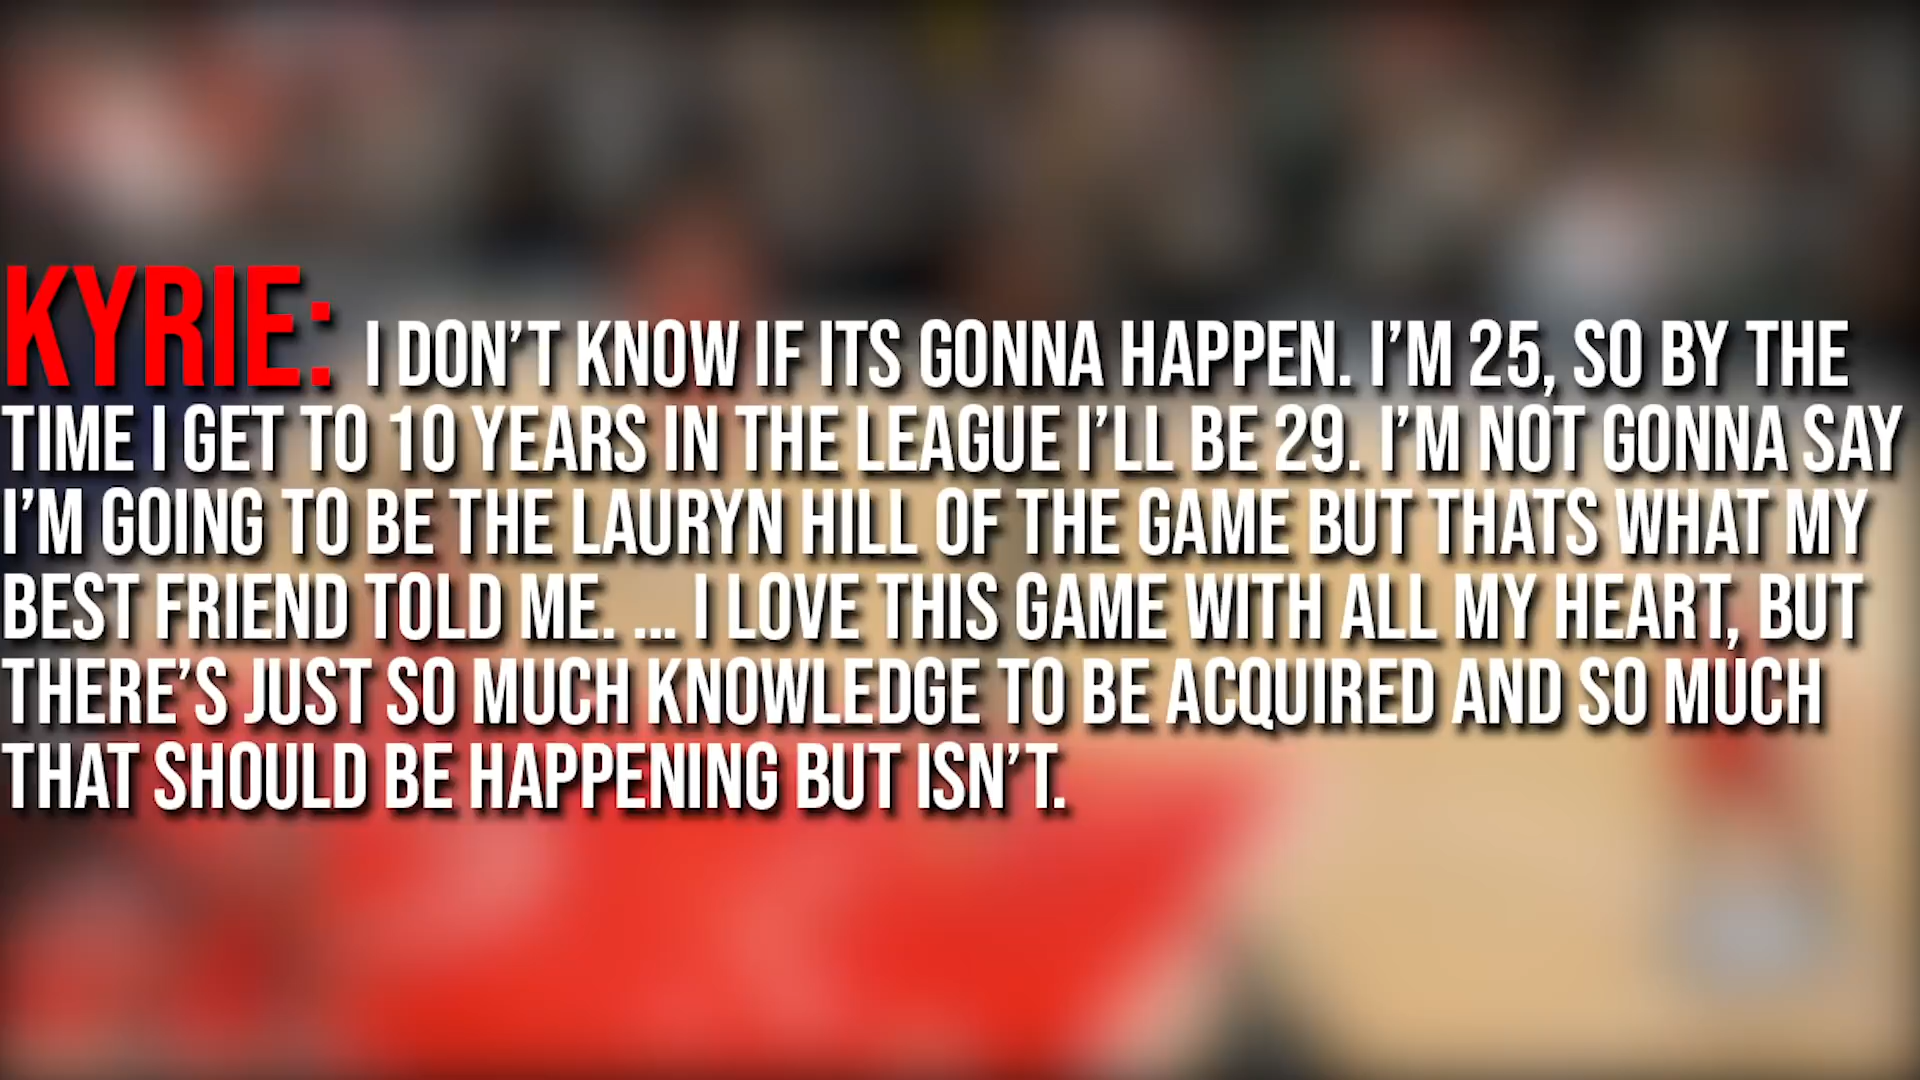 KYRIE: I DON'T KNOW IF ITS GONNA HAPPEN. I'M 25, SO BY THE
TIME I GET TO 10 YEARS IN THE LEAGUE I'LL BE 29. I'M NOT GONNA SAY
I'M GOING TO BE THE LAURYN HILL OF THE GAME BUT THATS WHAT MY
BEST FRIEND TOLD ME. ... I LOVE THIS GAME WITH ALL MY HEART, BUT
THERE'S JUST SO MUCH KNOWLEDGE TO BE ACQUIRED AND SO MUCH
THAT SHOULD BE HAPPENING BUT ISN'T.